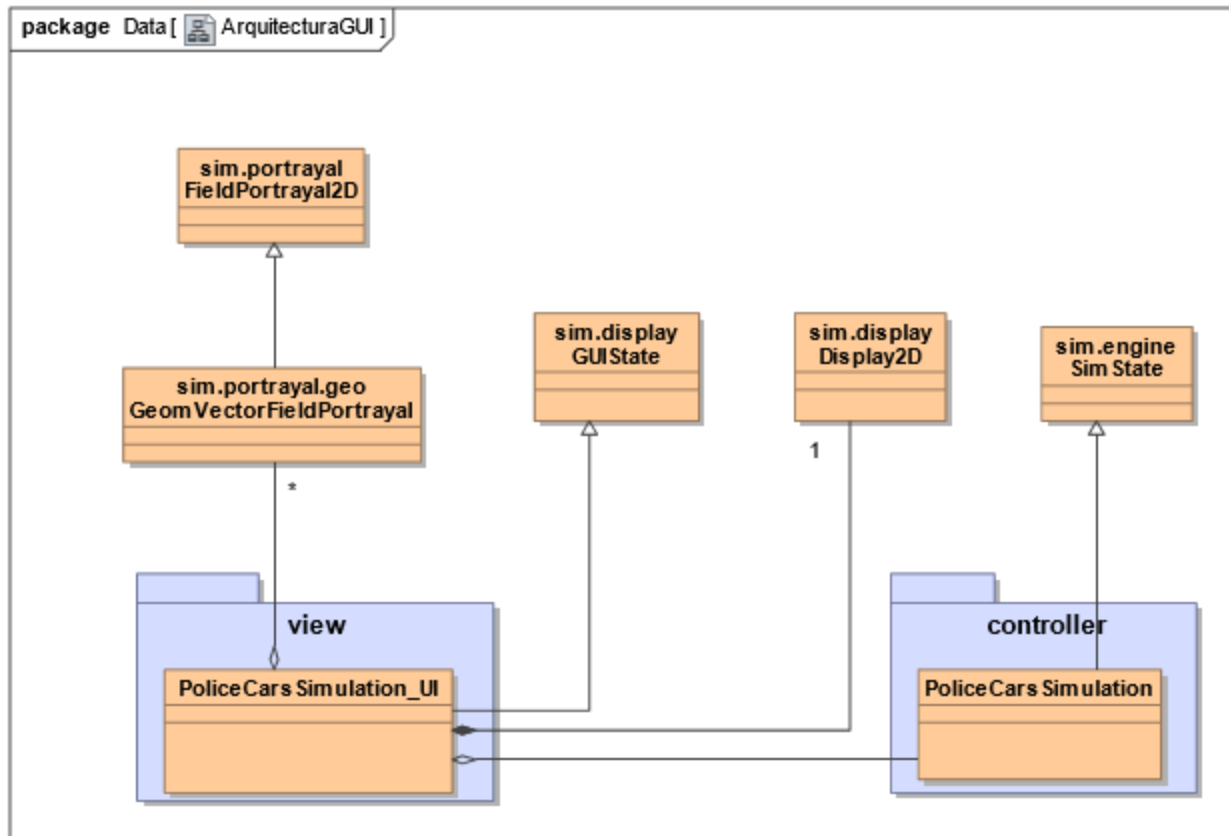 package Data [ ArquitecturaGUI ]
sim.portrayal
FieldPortrayal2D
sim.display
GUIState
sim.display
Display2D
sim.engine
SimState
sim.portrayal.geo
GeomVectorFieldPortrayal
1
*
view
controller
PoliceCarsSimulation_UI
PoliceCarsSimulation